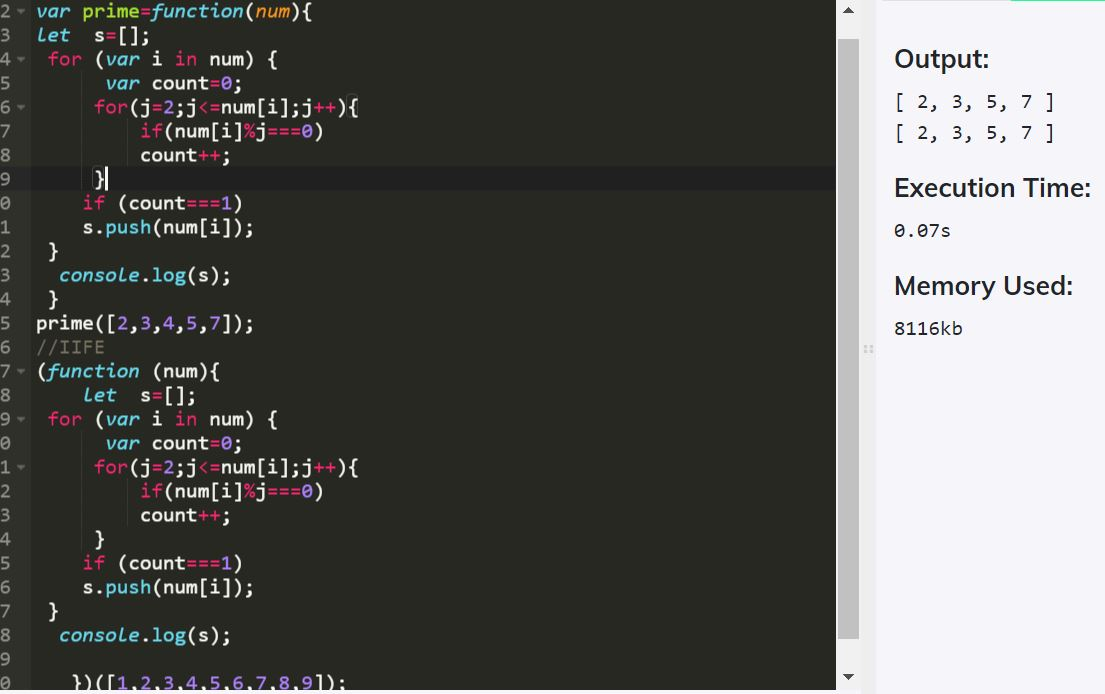 2 var prime=function(num){
3 let  s=[];
4  for (var i in num) {
5       var count=0;
6      for(j=2;j<=num[i];j++){
7          if(num[i]%j===0)
8          count++;
9      }
0     if (count===1)
1     s.push(num[i]);
2  }
3   console.log(s);
4  }
5 prime([2,3,4,5,7]);
6 //IIFE
7 (function (num){
8     let  s=[];
9  for (var i in num) {
0       var count=0;
1      for(j=2;j<=num[i];j++){
2          if(num[i]%j===0)
3          count++;
4      }
5     if (count===1)
6     s.push(num[i]);
7  }
8   console.log(s);
9
0    })([1,2,3,4,5,6,7,8,9]);
Output:
[ 2, 3, 5, 7 ]
[ 2, 3, 5, 7 ]
Execution Time:
0.07s
Memory Used:
8116kb